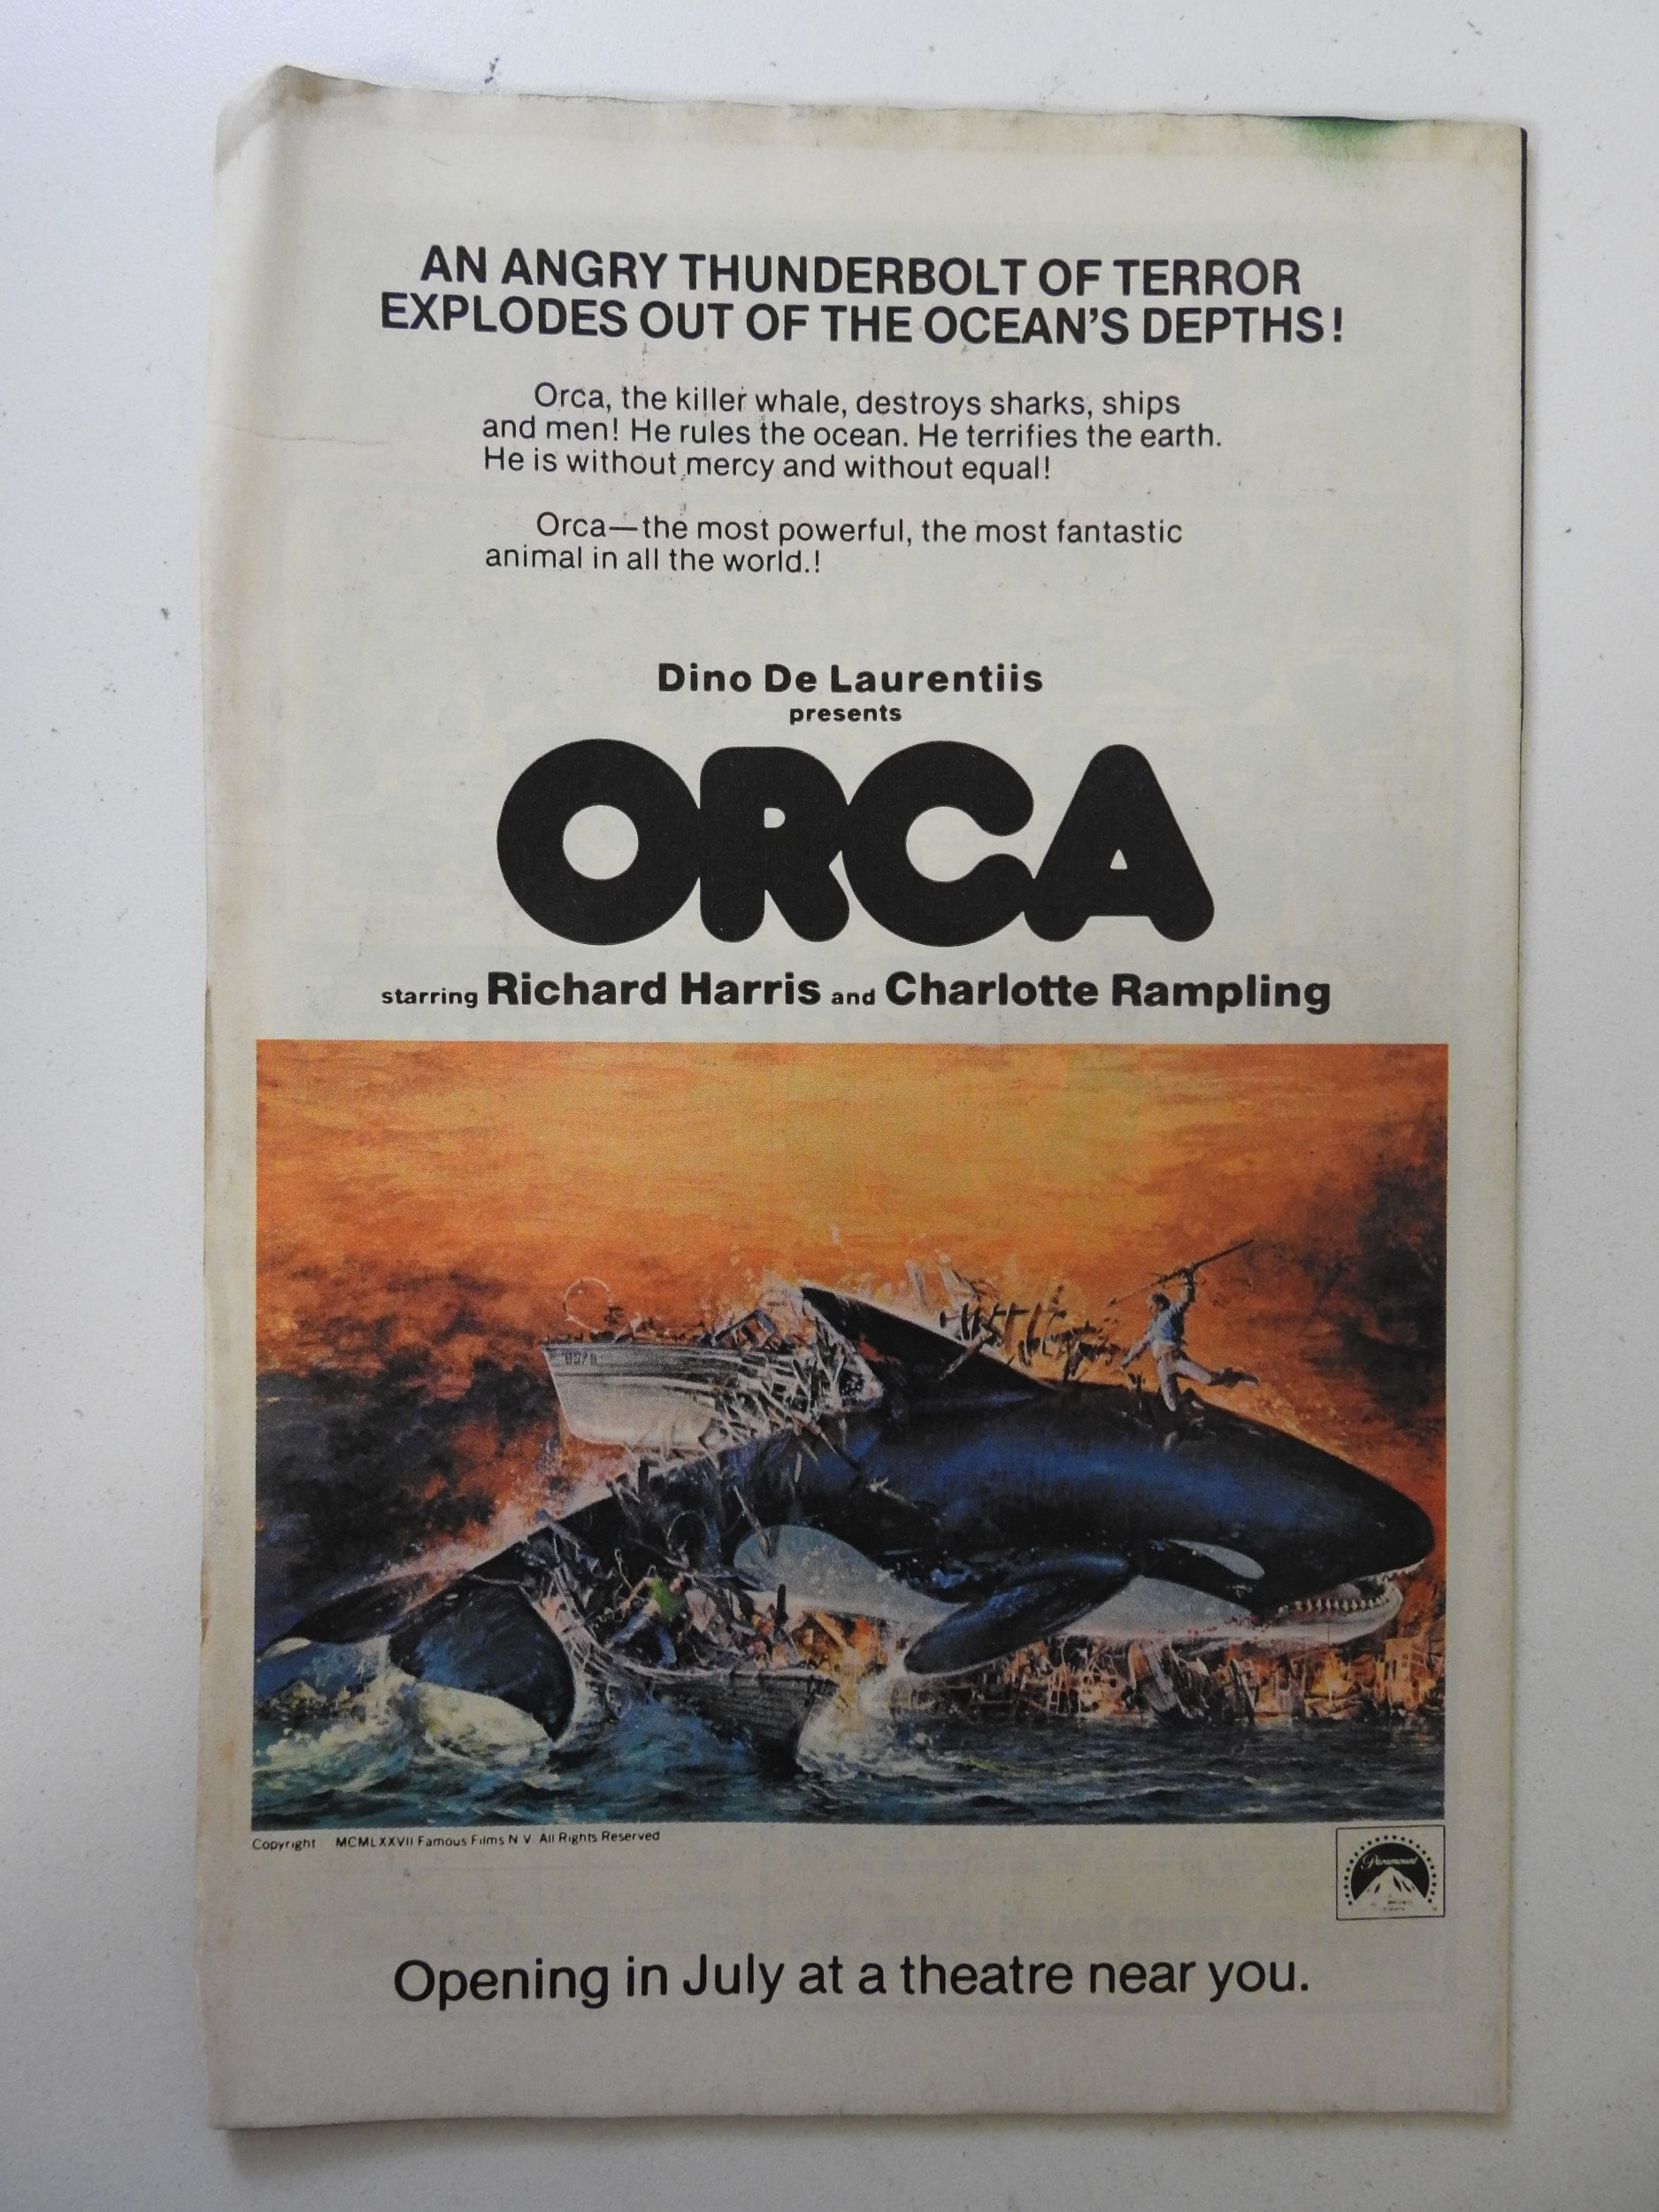 AN ANGRY THUNDERBOLT OF TERROR
EXPLODES OUT OF THE OCEAN'S DEPTHS!
Orca, the killer whale, destroys sharks, ships
and men! He rules the ocean. He terrifies the earth.
He is without mercy and without equal!
Orca—the most powerful, the most fantastic
animal in all the world.!
Dino De Laurentiis
presents
ORCA
starring Richard Harris and Charlotte Rampling
Copyright MCMLXXVII Famous Films N V All Rights Reserved
Paramount
Opening in July at a theatre near you.